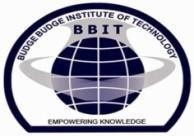 BUDGE BUDGE INSTITUTE OF TECHNOLOGY
BBIT
EMPOWERING KNOWLEDGE